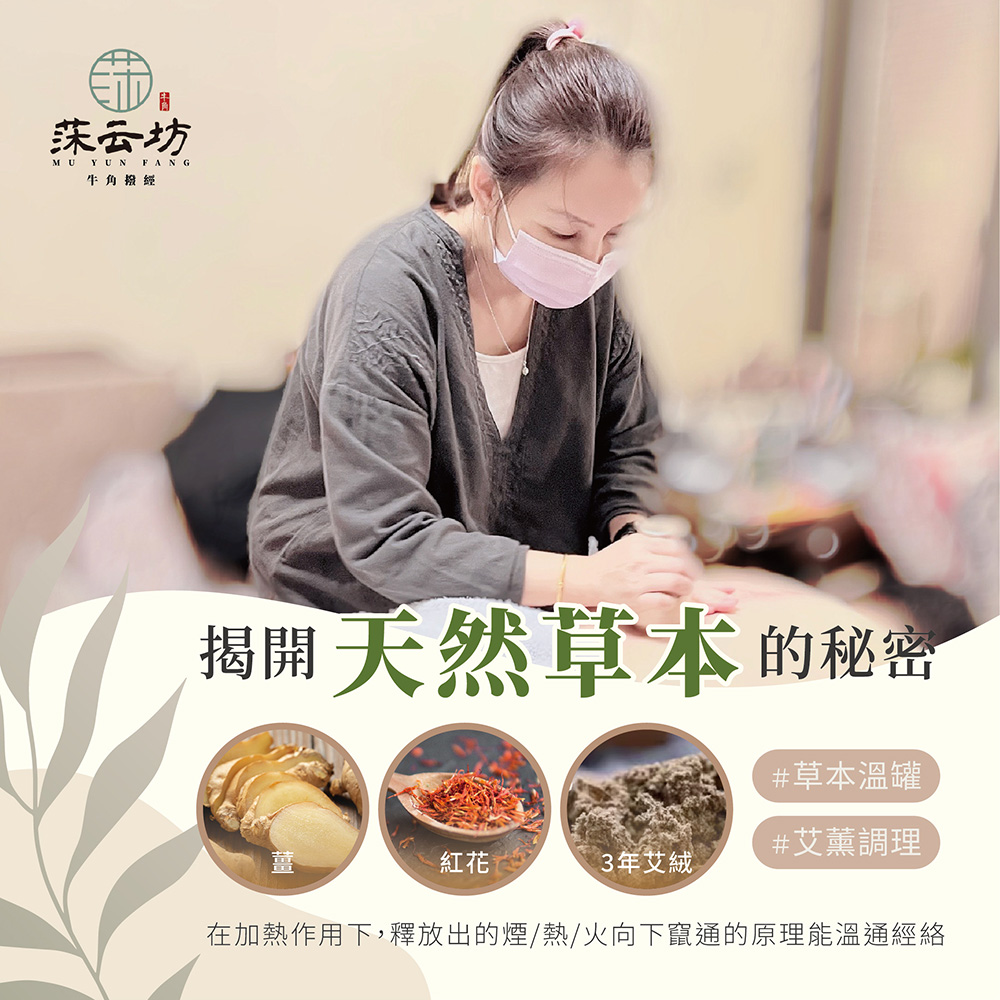 莯云坊
牛角
MU YUN FANG
牛角撥經
揭開天然草本的秘密
薑
紅花
3年艾絨
#草本溫罐
#艾薰調理
在加熱作用下，釋放出的煙/熱/火向下竄通的原理能溫通經絡